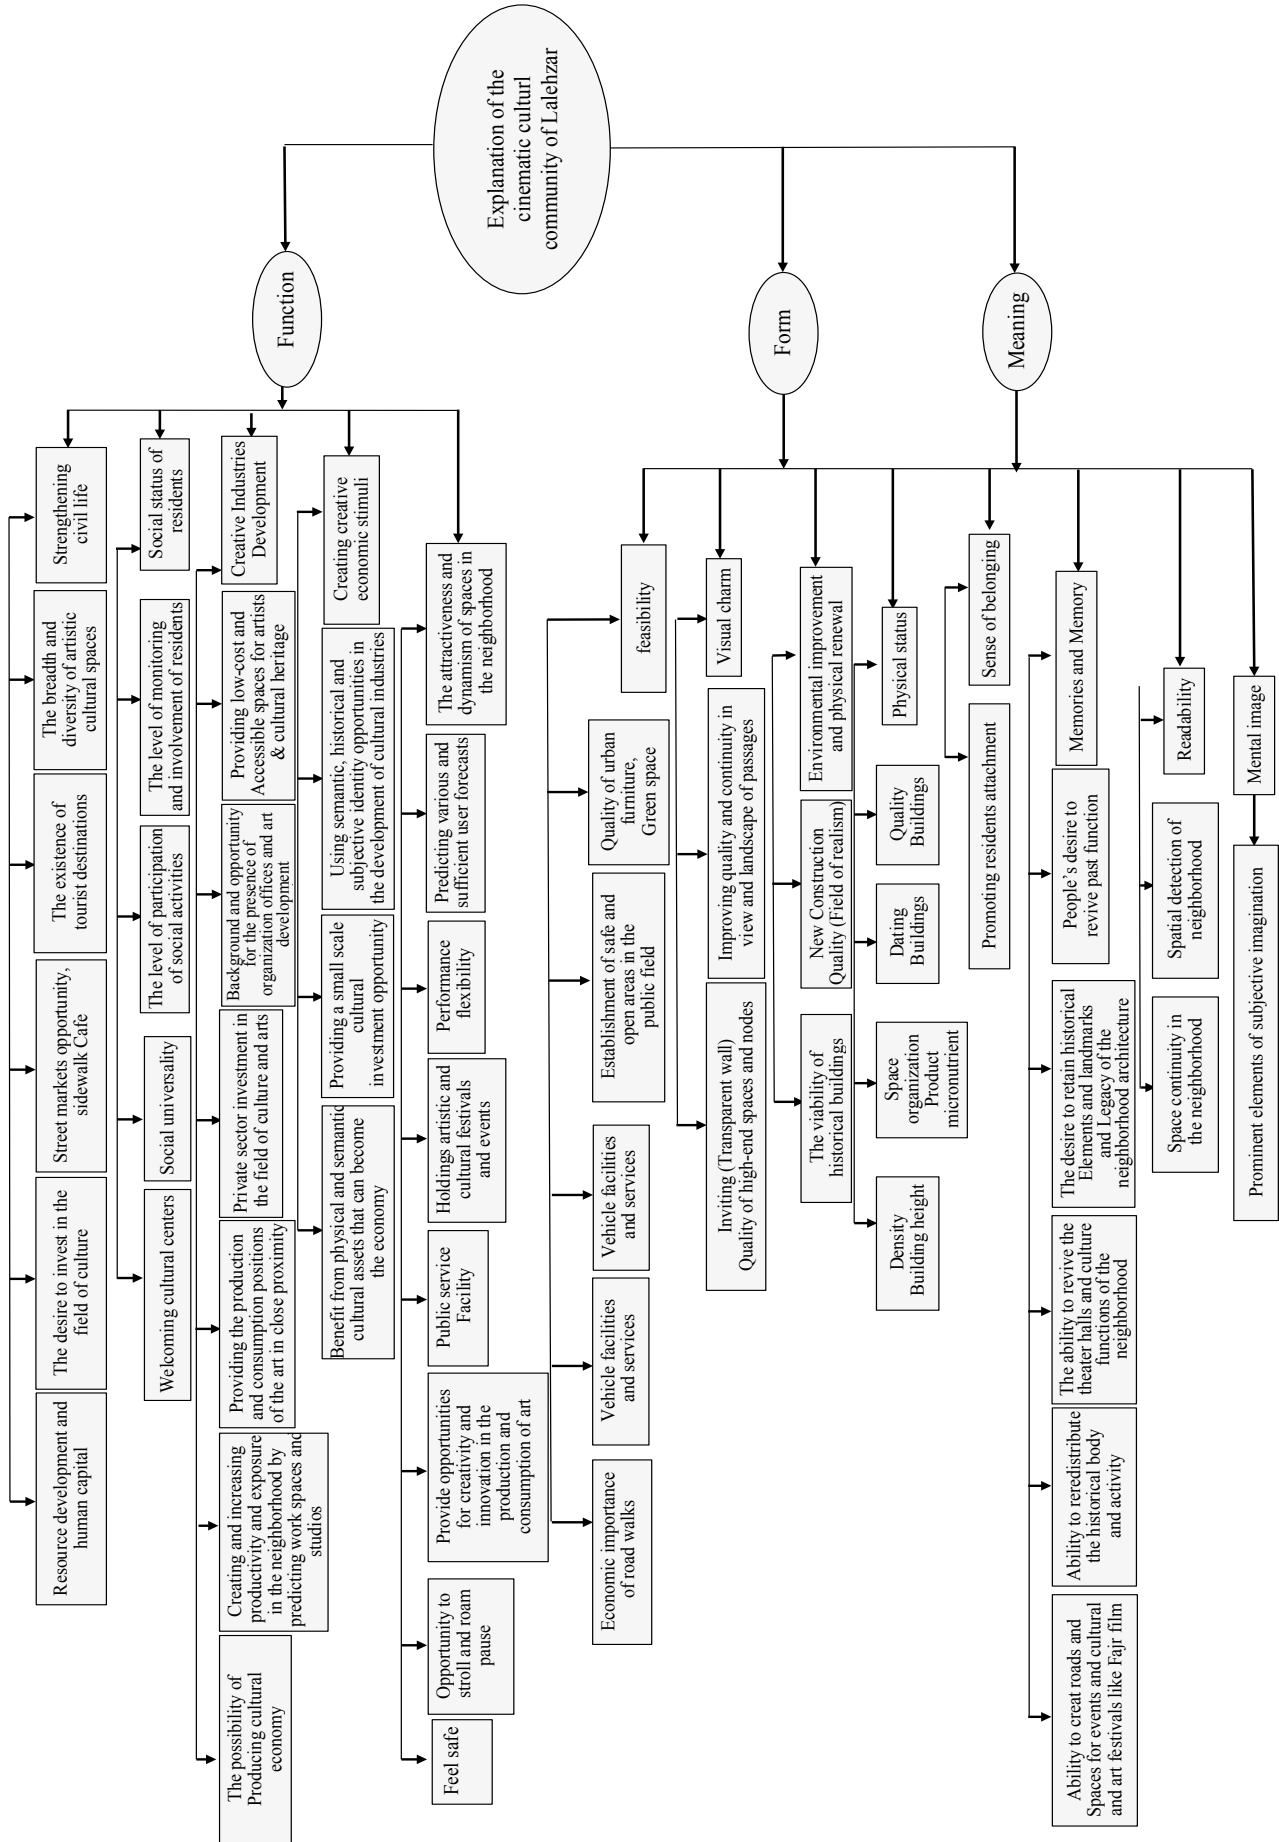 Explanation of the
cinematic culturl
community of Lalehzar
Function
Form
Meaning
Strengthening
civil life
The breadth and
diversity of artistic
cultural spaces
The existence of
tourist destinations
Street markets opportunity,
sidewalk Cafe
The desire to invest in the
field of culture
Resource development and
human capital
Social status of
residents
The level of monitoring
and involvement of residents
The level of participation
of social activities
Social universality
Welcoming cultural centers
Creative Industries
Development
Providing low-cost and
Accessible spaces for artists
& cultural heritage
Background and opportunity
for the presence of
organization offices and art
development
Private sector investment in
the field of culture and arts
Providing the production
and consumption positions
of the art in close proximity
Creating and increasing
productivity and exposure
in the neighborhood by
predicting work spaces and
studios
The possibility of
Producing cultural
economy
Creating creative
economic stimuli
Using semantic, historical and
subjective identity opportunities in
the development of cultural industries
Providing a small scale
cultural
investment opportunity
Benefit from physical and semantic
cultural assets that can become
the economy
The attractiveness and
dynamism of spaces in
the neighborhood
Predicting various and
sufficient user forecasts
Performance
flexibility
Holdings artistic and
cultural festivals
and events
Public service
Facility
Provide opportunities
for creativity and
innovation in the
production and
consumption of art
Opportunity to
stroll and roam
pause
Feel safe
feasibility
Quality of urban
furniture,
Green space
Establishment of safe and
open areas in the
public field
Vehicle facilities
and services
Vehicle facilities
and services
Economic importance
of road walks
Visual charm
Improving quality and continuity in
view and landscape of passages
Inviting (Transparent wall)
Quality of high-end spaces and nodes
Environmental improvement
and physical renewal
New Construction
Quality (Field of realism)
The viability of
historical buildings
Physical status
Quality
Buildings
Dating
Buildings
Space
organization
Product
micronutrient
Density
Building height
Sense of belonging
Promoting residents attachment
Memories and Memory
People's desire to
revive past function
The desire to retain historical
Elements and landmarks
and Legacy of the
neighborhood architecture
The ability to revive the
theater halls and culture
functions of the
neighborhood
Ability to reredistribute
the historical body
and activity
Ability to creat roads and
Spaces for events and cultural
and art festivals like Fajr film
Readability
Spatial detection of
neighborhood
Space continuity in
the neighborhood
Mental image
Prominent elements of subjective imagination